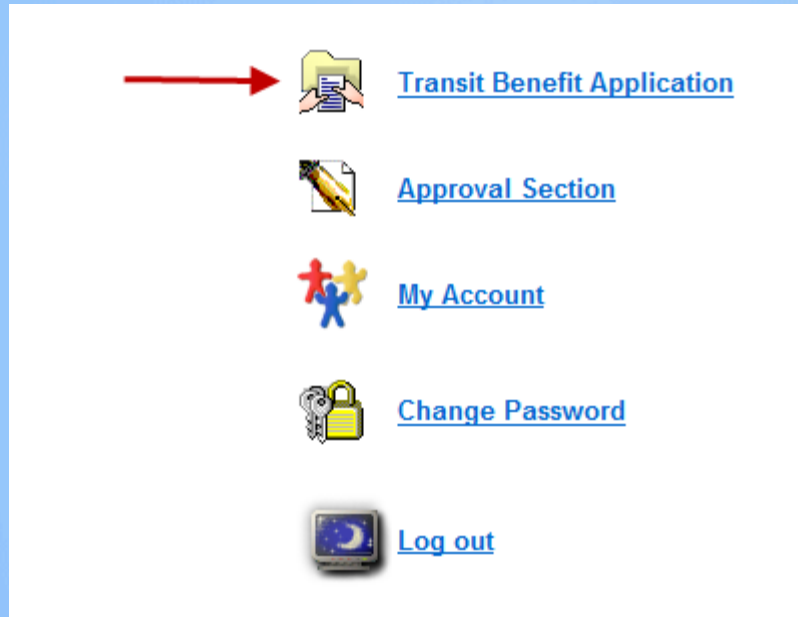 Transit Benefit Application
Approval Section
My Account
Change Password
Log out